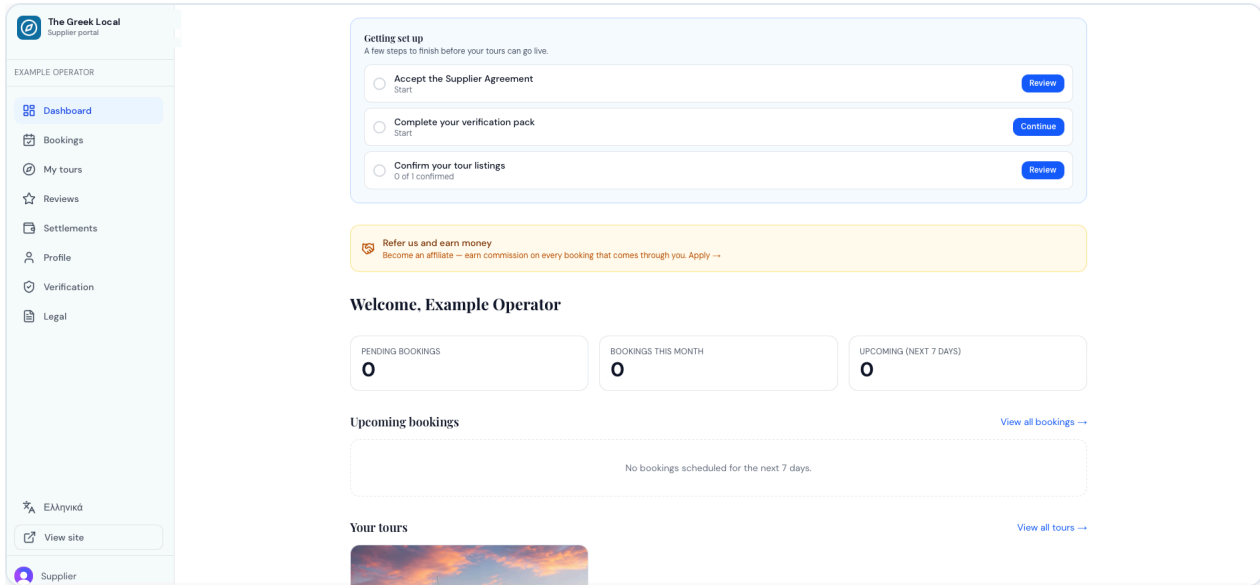 The Greek Local
Supplier portal
EXAMPLE OPERATOR
Dashboard
Bookings
My tours
Reviews
Settlements
Profile
Verification
Legal
Ελληνικά
View site
Supplier
Getting set up
A few steps to finish before your tours can go live.
Accept the Supplier Agreement
Start
Review
Complete your verification pack
Start
Continue
Confirm your tour listings
0 of 1 confirmed
Review
Refer us and earn money
Become an affiliate — earn commission on every booking that comes through you. Apply →
Welcome, Example Operator
PENDING BOOKINGS
0
BOOKINGS THIS MONTH
0
UPCOMING (NEXT 7 DAYS)
0
Upcoming bookings
View all bookings →
No bookings scheduled for the next 7 days.
Your tours
View all tours →